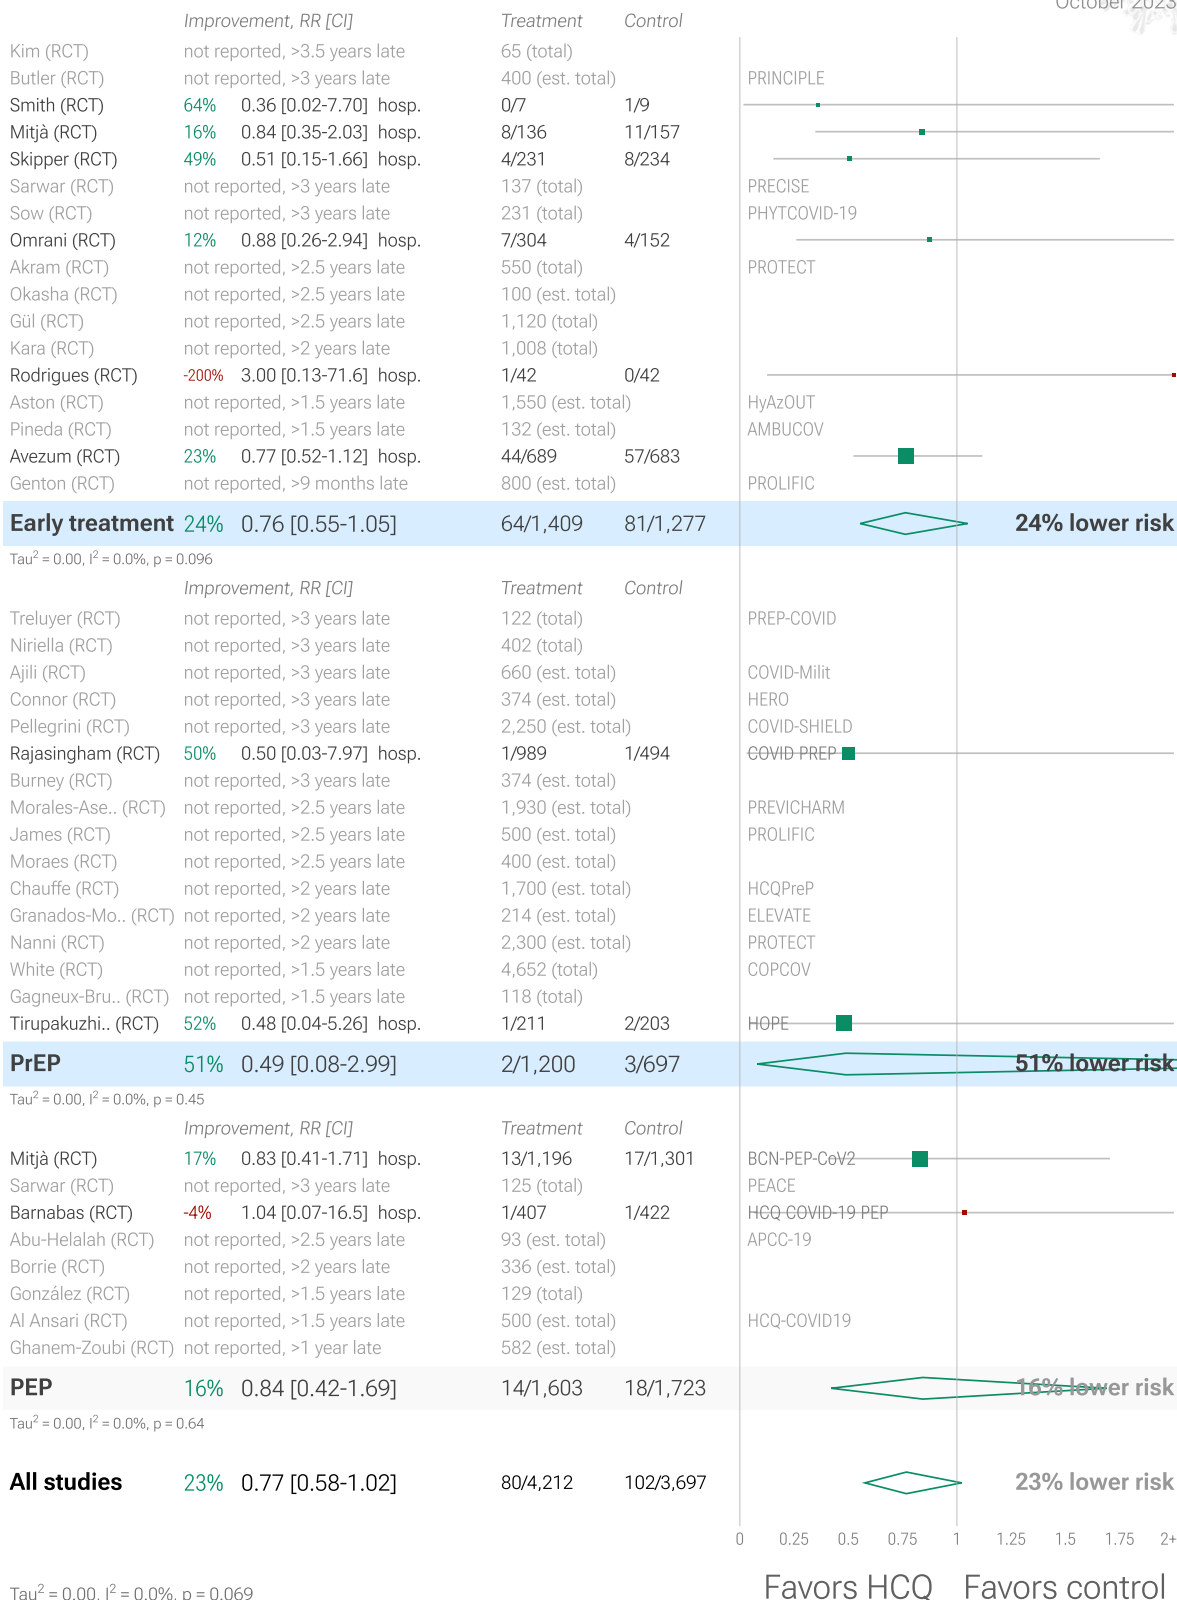 October 2023
Improvement, RR [CI] Treatment Control
Kim (RCT) not reported, >3.5 years late 65 (total)
Butler (RCT) not reported, >3 years late 400 (est. total) PRINCIPLE
Smith (RCT) 64% 0.36 [0.02-7.70] hosp. 0/7 1/9
Mitjà (RCT) 16% 0.84 [0.35-2.03] hosp. 8/136 11/157
Skipper (RCT) 49% 0.51 [0.15-1.66] hosp. 4/231 8/234
Sarwar (RCT) not reported, >3 years late 137 (total) PRECISE
Sow (RCT) not reported, >3 years late 231 (total) PHYTCOVID-19
Omrani (RCT) 12% 0.88 [0.26-2.94] hosp. 7/304 4/152
Akram (RCT) not reported, >2.5 years late 550 (total) PROTECT
Okasha (RCT) not reported, >2.5 years late 100 (est. total)
Gül (RCT) not reported, >2.5 years late 1,120 (total)
Kara (RCT) not reported, >2 years late 1,008 (total)
Rodrigues (RCT) -200% 3.00 [0.13-71.6] hosp. 1/42 0/42
Aston (RCT) not reported, >1.5 years late 1,550 (est. total) HyAzOUT
Pineda (RCT) not reported, >1.5 years late 132 (est. total) AMBUCOV
Avezum (RCT) 23% 0.77 [0.52-1.12] hosp. 44/689 57/683
Genton (RCT) not reported, >9 months late 800 (est. total) PROLIFIC
Early treatment 24% 0.76 [0.55-1.05] 64/1,409 81/1,277 24% lower risk
Tau² = 0.00, I² = 0.0%, p = 0.096
Improvement, RR [CI] Treatment Control
Treluyer (RCT) not reported, >3 years late 122 (total) PREP-COVID
Niriella (RCT) not reported, >3 years late 402 (total)
Ajili (RCT) not reported, >3 years late 660 (est. total) COVID-Milit
Connor (RCT) not reported, >3 years late 374 (est. total) HERO
Pellegrini (RCT) not reported, >3 years late 2,250 (est. total) COVID-SHIELD
Rajasingham (RCT) 50% 0.50 [0.03-7.97] hosp. 1/989 1/494 COVID PREP
Burney (RCT) not reported, >3 years late 374 (est. total)
Morales-Ase.. (RCT) not reported, >2.5 years late 1,930 (est. total) PREVICHARM
James (RCT) not reported, >2.5 years late 500 (est. total) PROLIFIC
Moraes (RCT) not reported, >2.5 years late 400 (est. total)
Chauffe (RCT) not reported, >2 years late 1,700 (est. total) HCQPreP
Granados-Mo.. (RCT) not reported, >2 years late 214 (est. total) ELEVATE
Nanni (RCT) not reported, >2 years late 2,300 (est. total) PROTECT
White (RCT) not reported, >1.5 years late 4,652 (total) COPCOV
Gagneux-Bru.. (RCT) not reported, >1.5 years late 118 (total)
Tirupakuzhi.. (RCT) 52% 0.48 [0.04-5.26] hosp. 1/211 2/203 HOPE
PrEP 51% 0.49 [0.08-2.99] 2/1,200 3/697 51% lower risk
Tau² = 0.00, I² = 0.0%, p = 0.45
Improvement, RR [CI] Treatment Control
Mitjà (RCT) 17% 0.83 [0.41-1.71] hosp. 13/1,196 17/1,301 BCN-PEP-CoV2
Sarwar (RCT) not reported, >3 years late 125 (total) PEACE
Barnabas (RCT) -4% 1.04 [0.07-16.5] hosp. 1/407 1/422 HCQ COVID-19 PEP
Abu-Helalah (RCT) not reported, >2.5 years late 93 (est. total) APCC-19
Borrie (RCT) not reported, >2 years late 336 (est. total)
González (RCT) not reported, >1.5 years late 129 (total)
Al Ansari (RCT) not reported, >1.5 years late 500 (est. total) HCQ-COVID19
Ghanem-Zoubi (RCT) not reported, >1 year late 582 (est. total)
PEP 16% 0.84 [0.42-1.69] 14/1,603 18/1,723 16% lower risk
Tau² = 0.00, I² = 0.0%, p = 0.64
All studies 23% 0.77 [0.58-1.02] 80/4,212 102/3,697 23% lower risk
0 0.25 0.5 0.75 1 1.25 1.5 1.75 2+
Tau² = 0.00, I² = 0.0%, p = 0.069 Favors HCQ Favors control